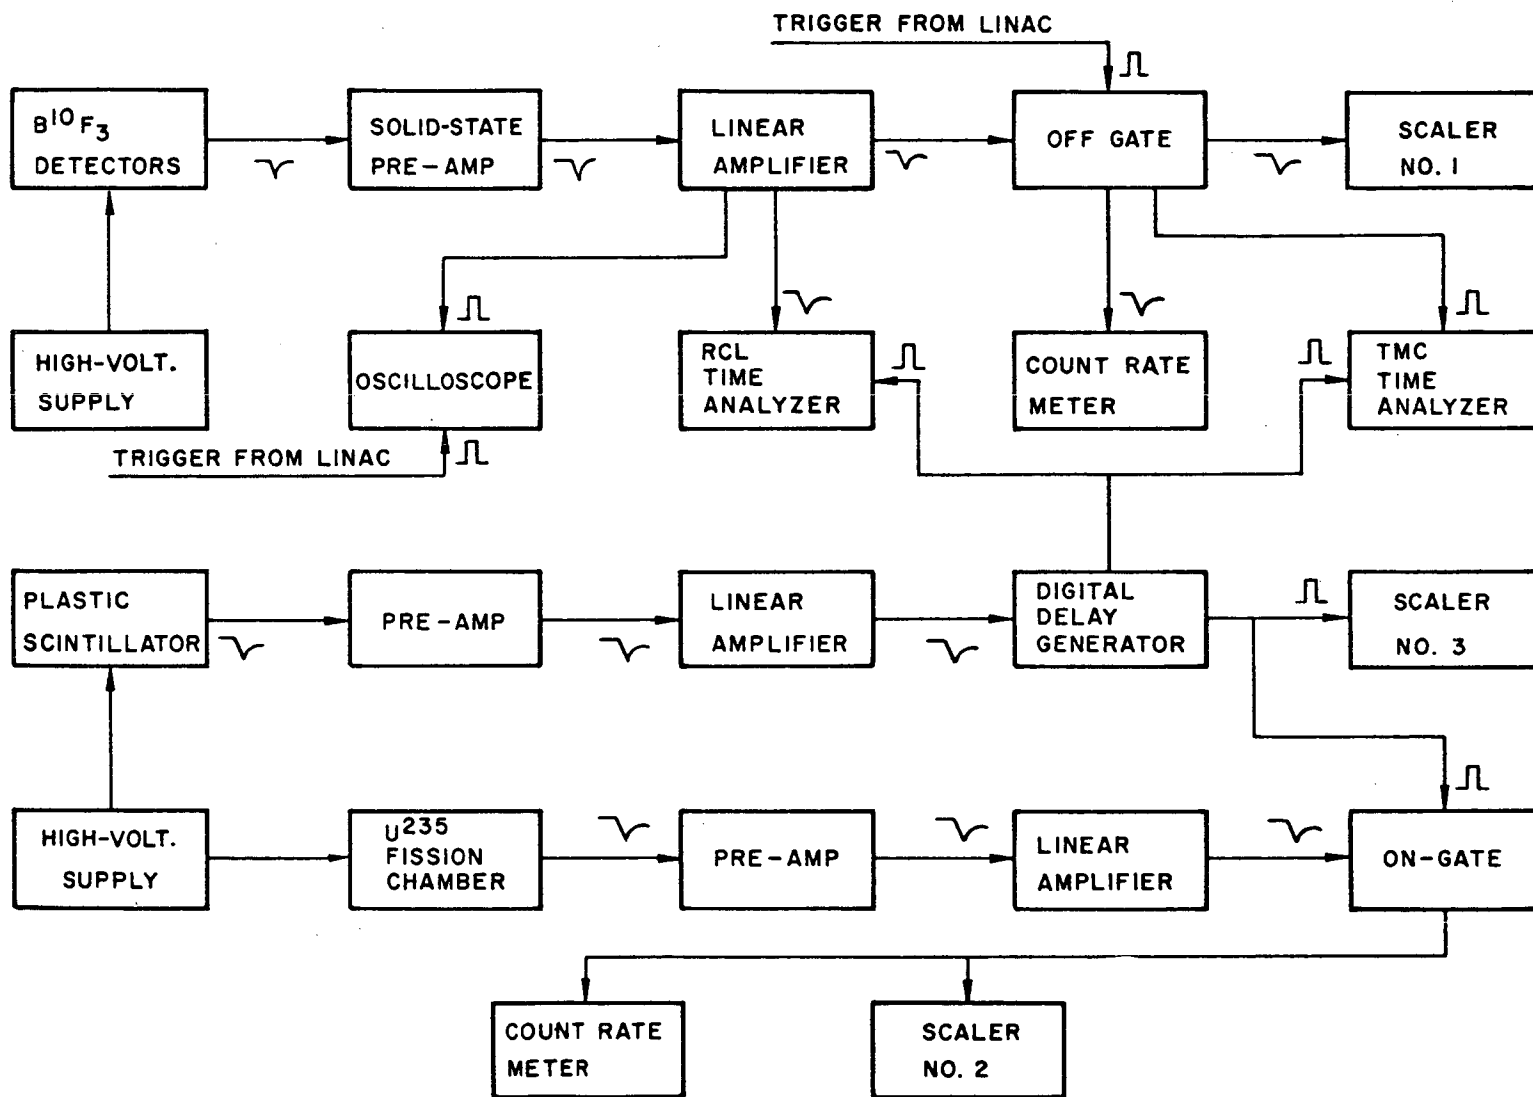 TRIGGER FROM LINAC
B10F3
DETECTORS
SOLID-STATE
PRE-AMP
LINEAR
AMPLIFIER
OFF GATE
SCALER
NO. 1
HIGH-VOLT.
SUPPLY
OSCILLOSCOPE
RCL
TIME
ANALYZER
COUNT RATE
METER
TMC
TIME
ANALYZER
TRIGGER FROM LINAC
PLASTIC
SCINTILLATOR
PRE-AMP
LINEAR
AMPLIFIER
DIGITAL
DELAY
GENERATOR
SCALER
NO. 3
HIGH-VOLT.
SUPPLY
U235
FISSION
CHAMBER
PRE-AMP
LINEAR
AMPLIFIER
ON-GATE
COUNT RATE
METER
SCALER
NO. 2